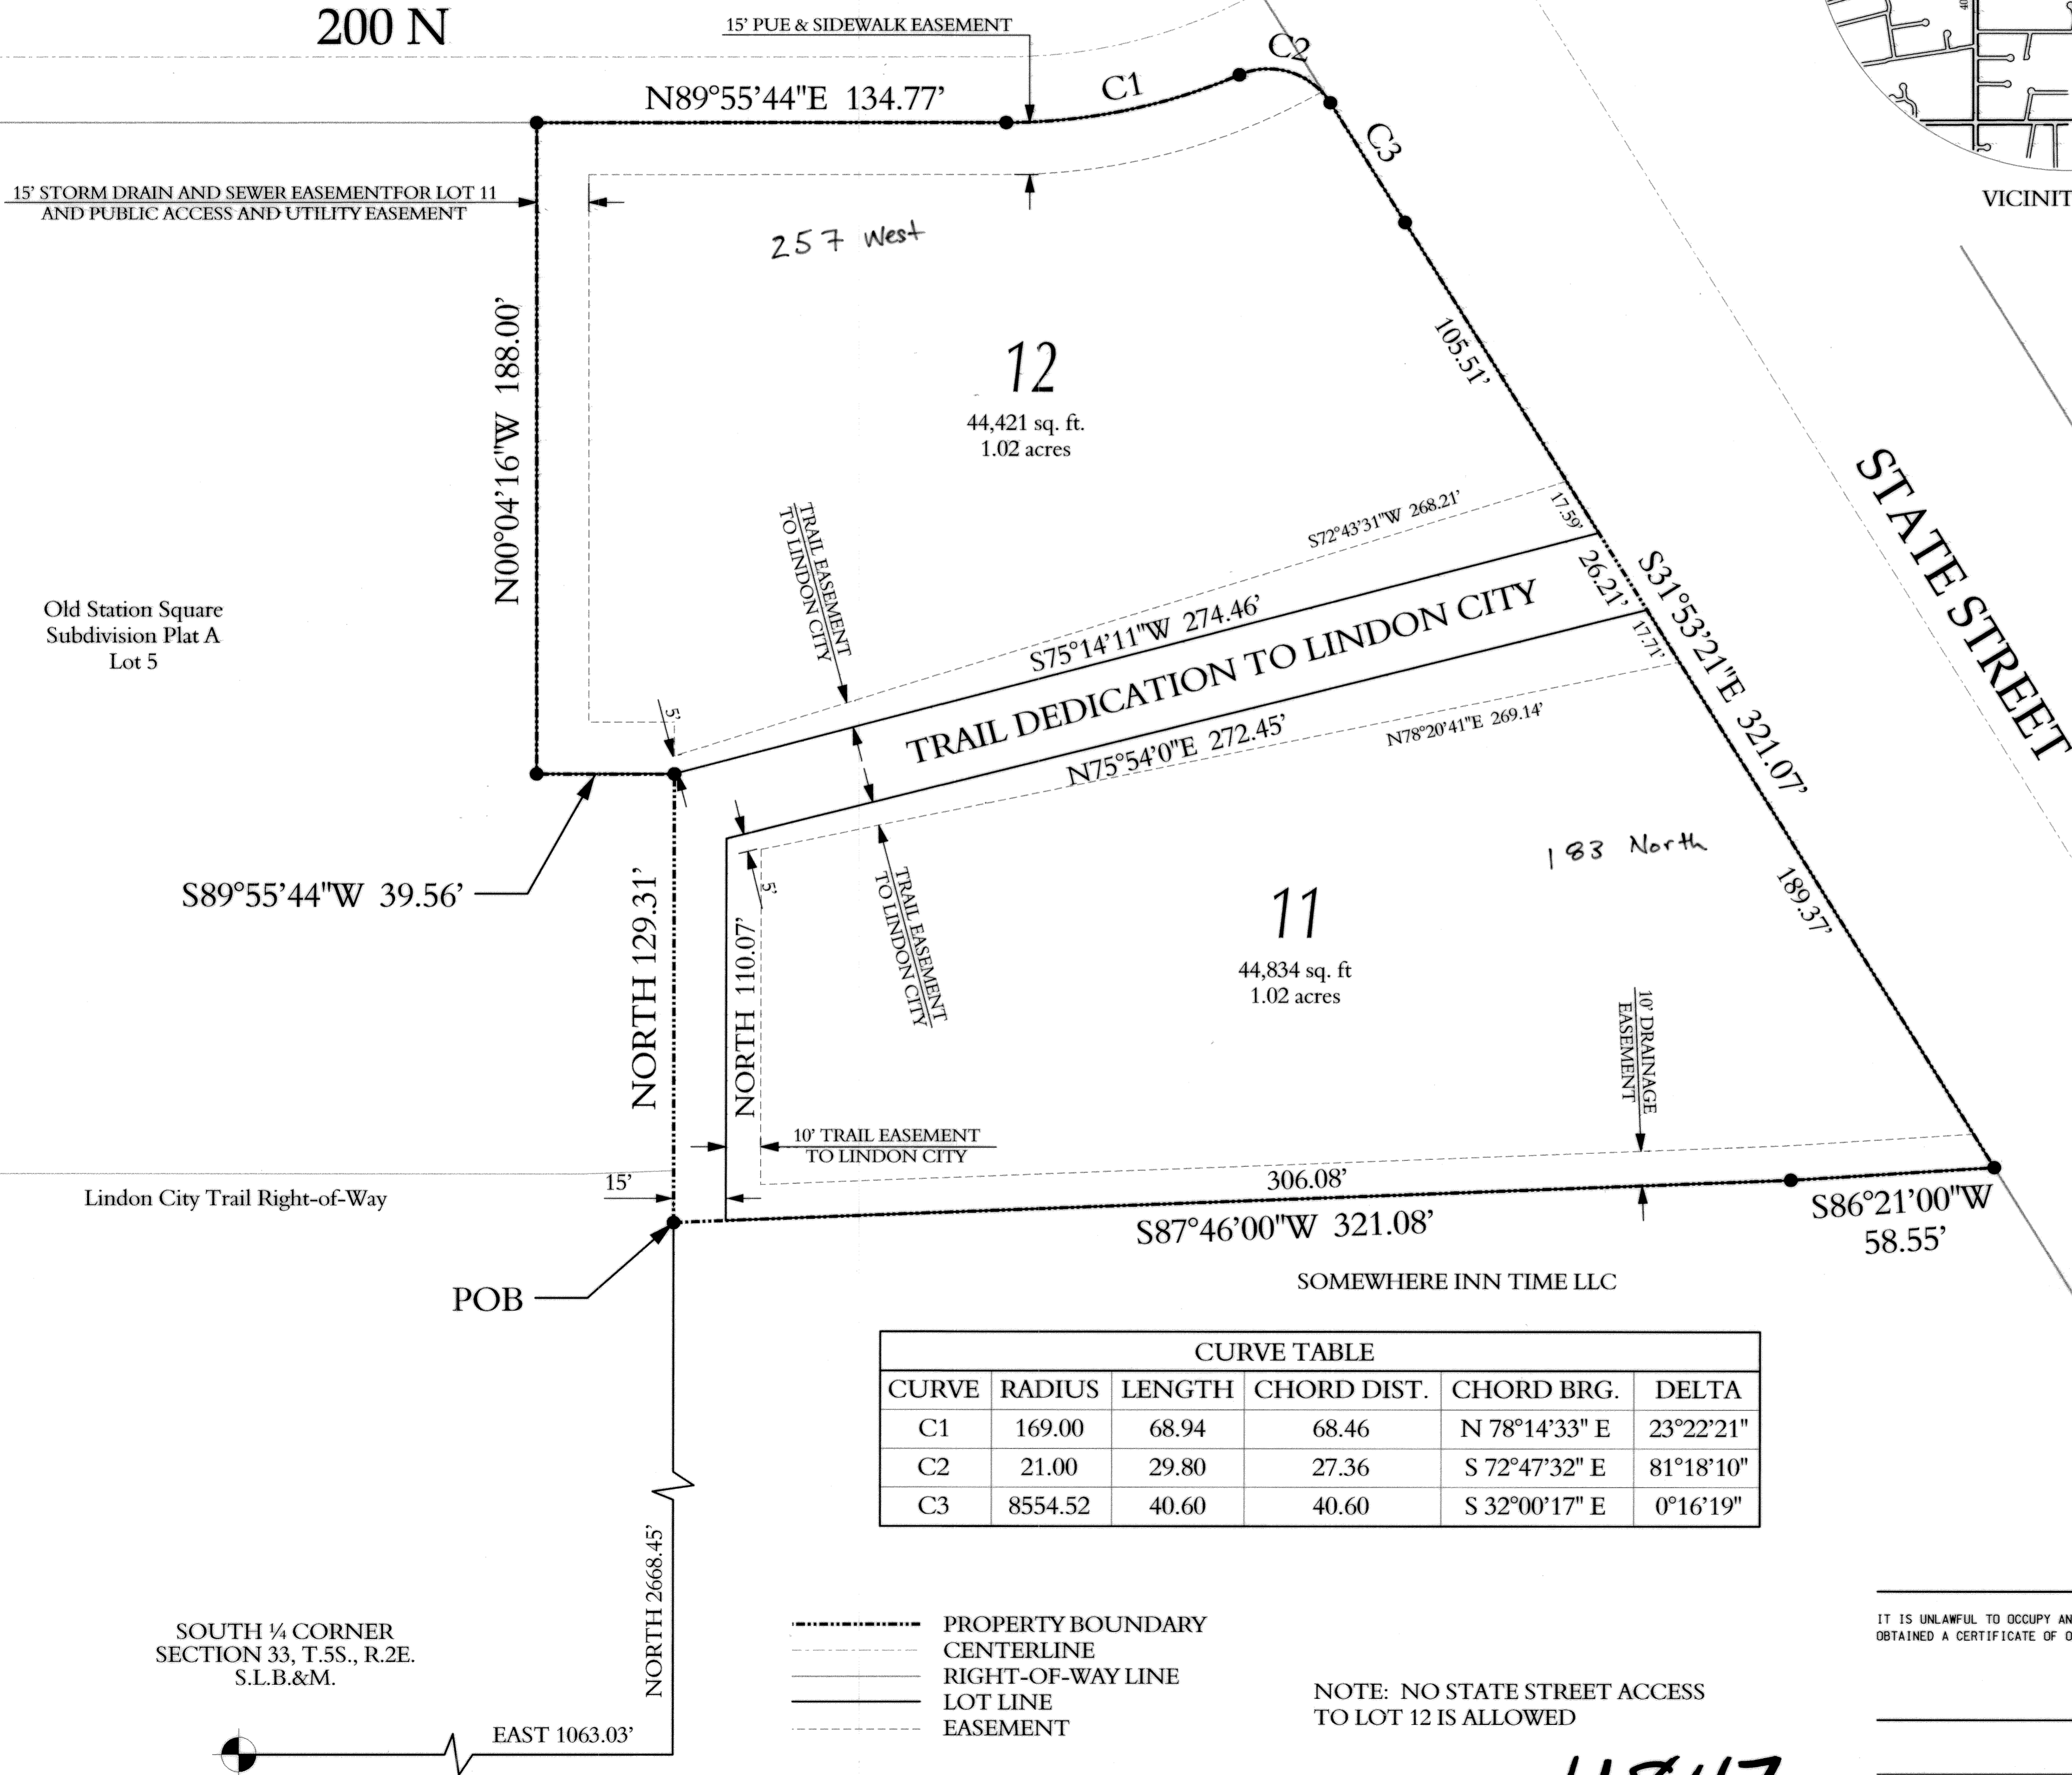 200 N
15' PUE & SIDEWALK EASEMENT
C2
C1
N89°55'44"E 134.77'
C3
VICINIT
15' STORM DRAIN AND SEWER EASEMENTFOR LOT 11
AND PUBLIC ACCESS AND UTILITY EASEMENT
257 West
N00°04'16"W 188.00'
105.51'
12
44,421 sq. ft.
1.02 acres
STATE STREET
S72°43'31"W 268.21'
17.59'
TRAIL EASEMENT
TO LINDON CITY
26.21'
S31°53'21"E 321.07'
S75°14'11"W 274.46'
TRAIL DEDICATION TO LINDON CITY
17.71'
Old Station Square
Subdivision Plat A
Lot 5
5'
N75°54'0"E 272.45'
N78°20'41"E 269.14'
183 North
S89°55'44"W 39.56'
5'
TRAIL EASEMENT
TO LINDON CITY
189.37'
NORTH 129.31'
NORTH 110.07'
11
44,834 sq. ft
1.02 acres
10' DRAINAGE
EASEMENT
10' TRAIL EASEMENT
TO LINDON CITY
15'
306.08'
Lindon City Trail Right-of-Way
S87°46'00"W 321.08'
S86°21'00"W
58.55'
POB
SOMEWHERE INN TIME LLC
CURVE TABLE
CURVE RADIUS LENGTH CHORD DIST. CHORD BRG. DELTA
C1 169.00 68.94 68.46 N 78°14'33" E 23°22'21"
C2 21.00 29.80 27.36 S 72°47'32" E 81°18'10"
C3 8554.52 40.60 40.60 S 32°00'17" E 0°16'19"
NORTH 2668.45'
SOUTH ¼ CORNER
SECTION 33, T.5S., R.2E.
S.L.B.&M.
EAST 1063.03'
PROPERTY BOUNDARY
CENTERLINE
RIGHT-OF-WAY LINE
LOT LINE
EASEMENT
NOTE: NO STATE STREET ACCESS
TO LOT 12 IS ALLOWED
IT IS UNLAWFUL TO OCCUPY AN
OBTAINED A CERTIFICATE OF O